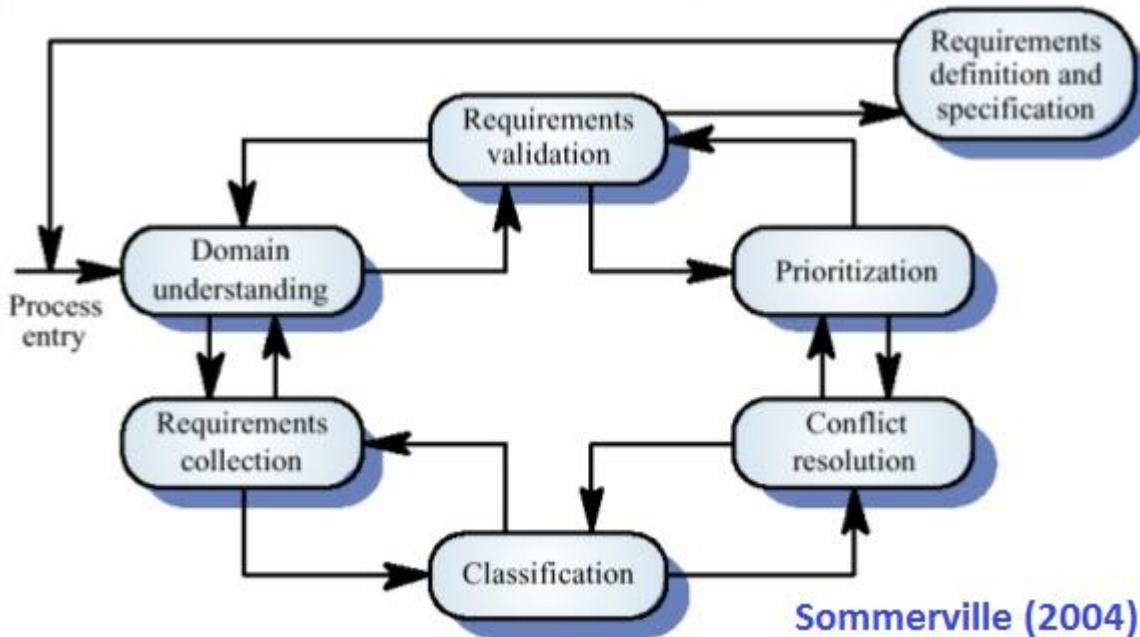 Requirements
definition and
specification
Requirements
validation
Domain
understanding
Prioritization
Process
entry
Requirements
collection
Conflict
resolution
Classification
Sommerville (2004)